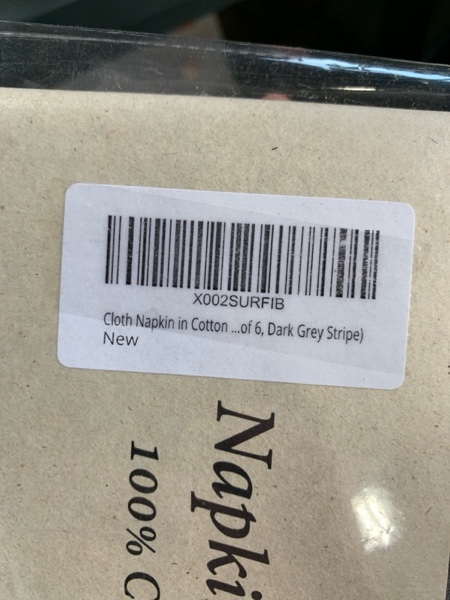 X002SURFIB
Cloth Napkin in Cotton ...of 6, Dark Grey Stripe)
New
Napki
100% C